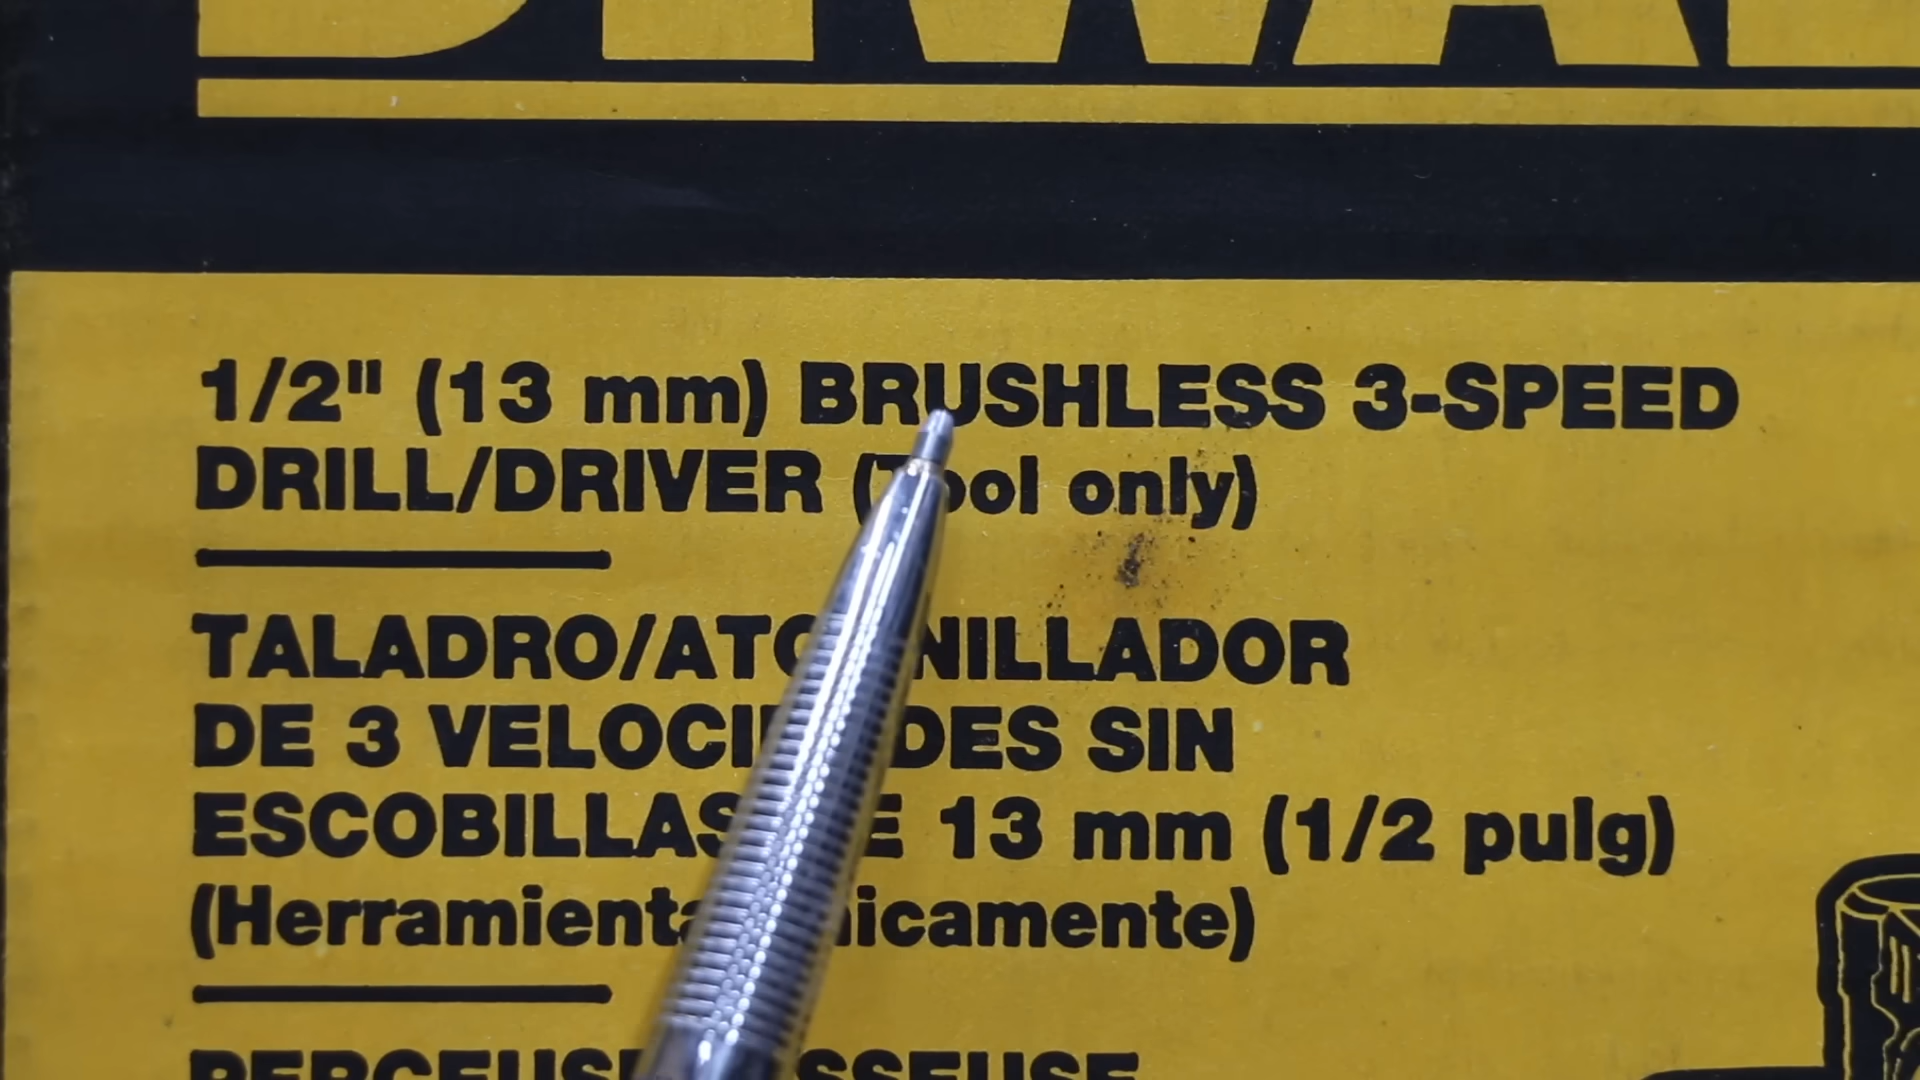 1/2" (13 mm) BRUSHLESS 3-SPEED
DRILL/DRIVER (Tool only)
TALADRO/ATORNILLADOR
DE 3 VELOCIDADES SIN
ESCOBILLAS DE 13 mm (1/2 pulg)
(Herramienta únicamente)